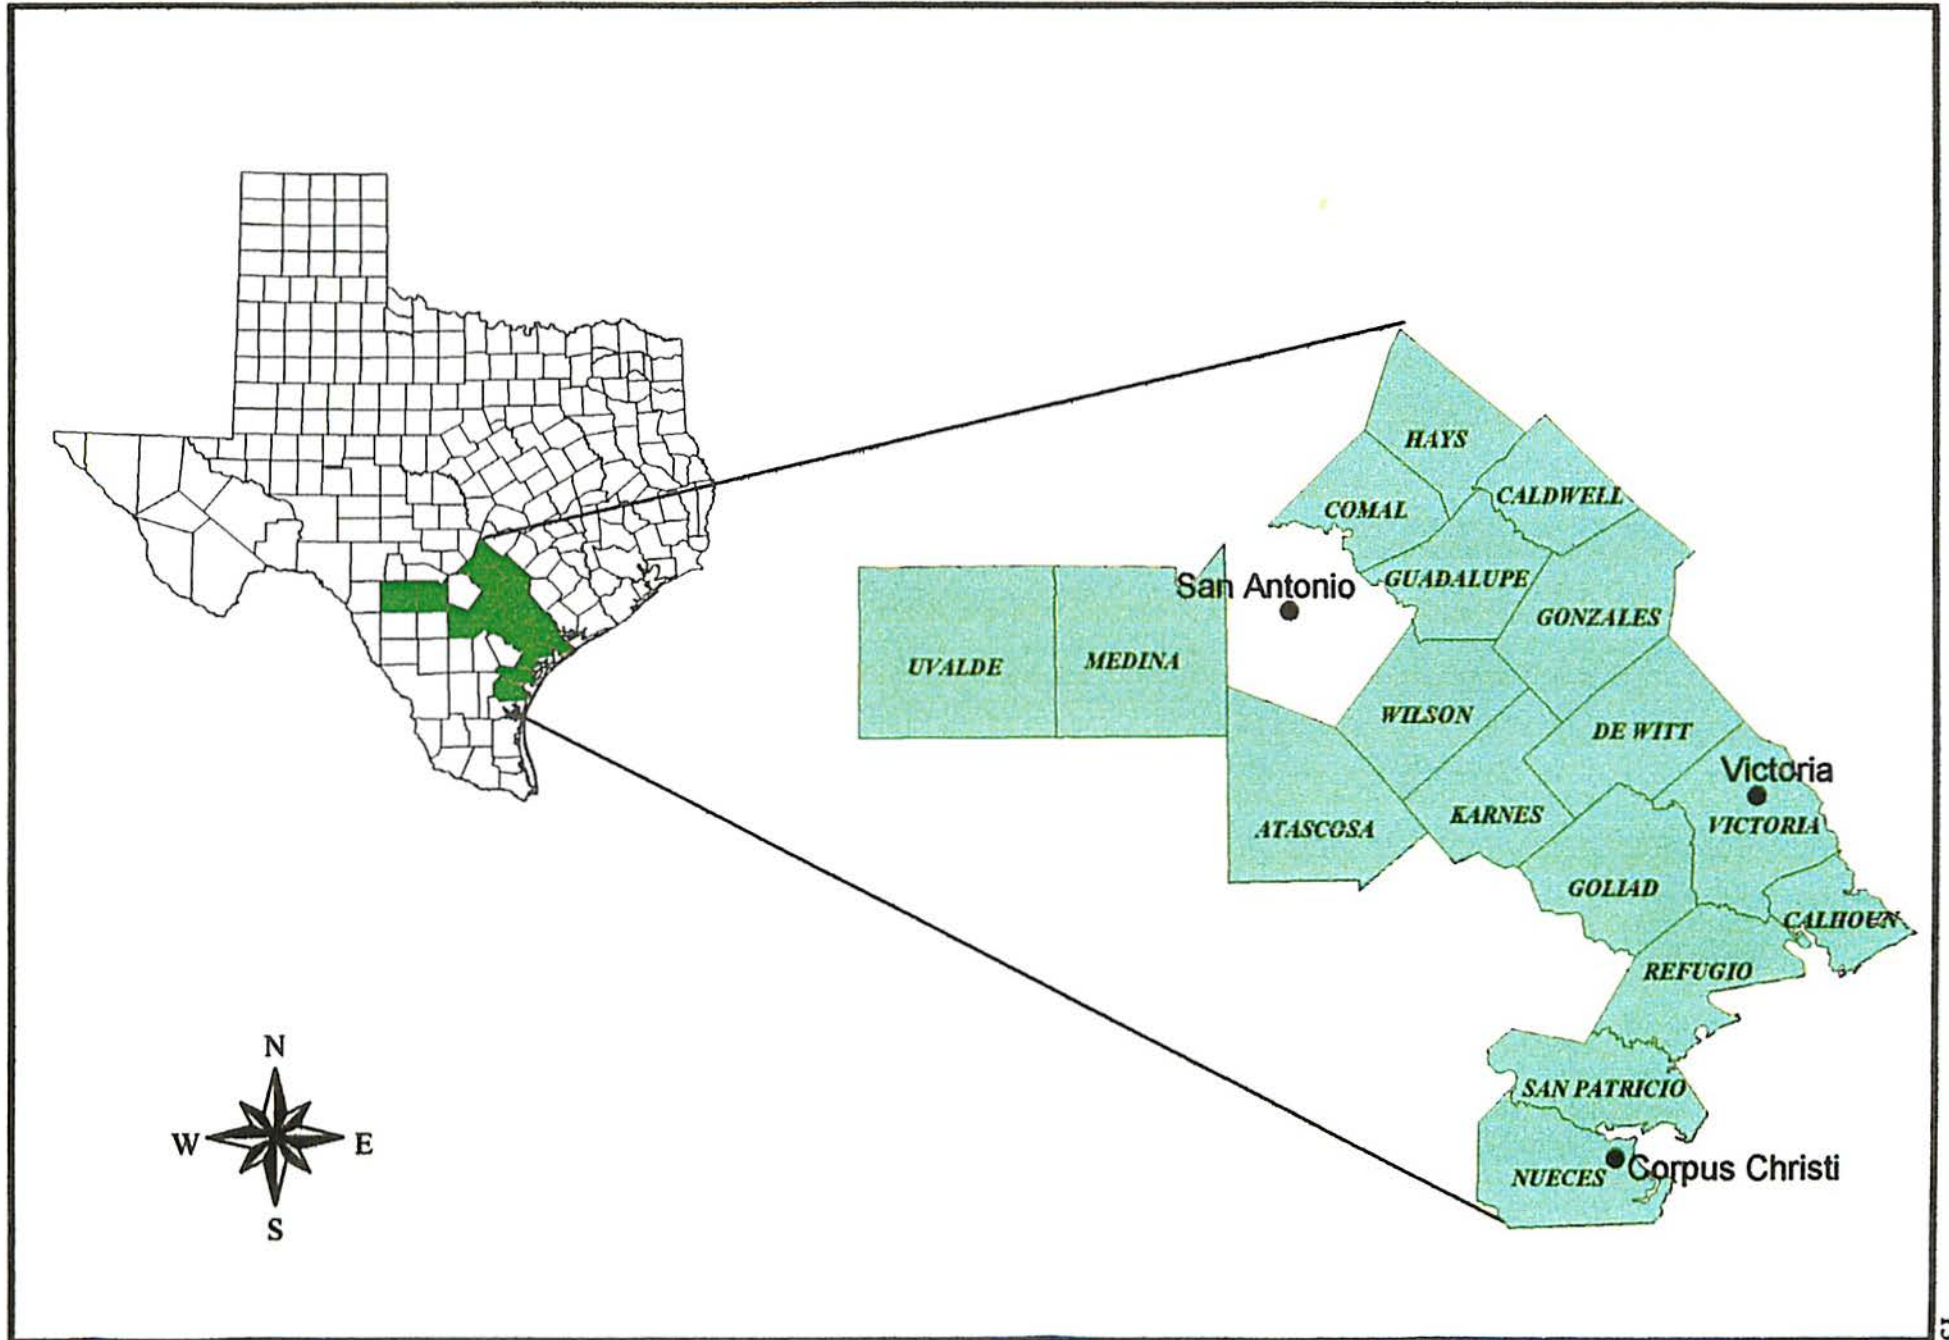 HAYS
CALDWELL
COMAL
San Antonio
GUADALUPE
GONZALES
UVALDE
MEDINA
WILSON
DE WITT
Victoria
ATASCOSA
KARNES
VICTORIA
GOLIAD
CALHOUN
REFUGIO
SAN PATRICIO
NUECES
Corpus Christi
N
W
E
S